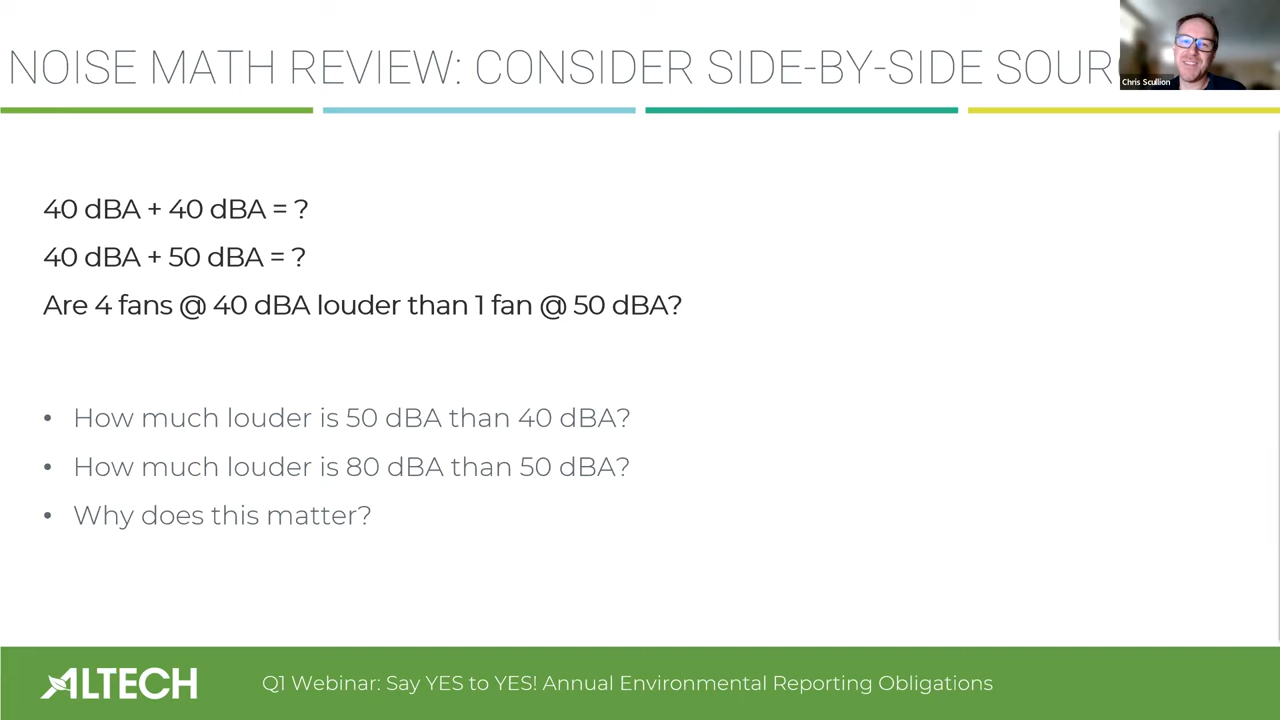 NOISE MATH REVIEW: CONSIDER SIDE-BY-SIDE SOUR
Chris Scullion
40 dBA + 40 dBA = ?
40 dBA + 50 dBA = ?
Are 4 fans @ 40 dBA louder than 1 fan @ 50 dBA?
• How much louder is 50 dBA than 40 dBA?
• How much louder is 80 dBA than 50 dBA?
• Why does this matter?
ALTECH
Q1 Webinar: Say YES to YES! Annual Environmental Reporting Obligations